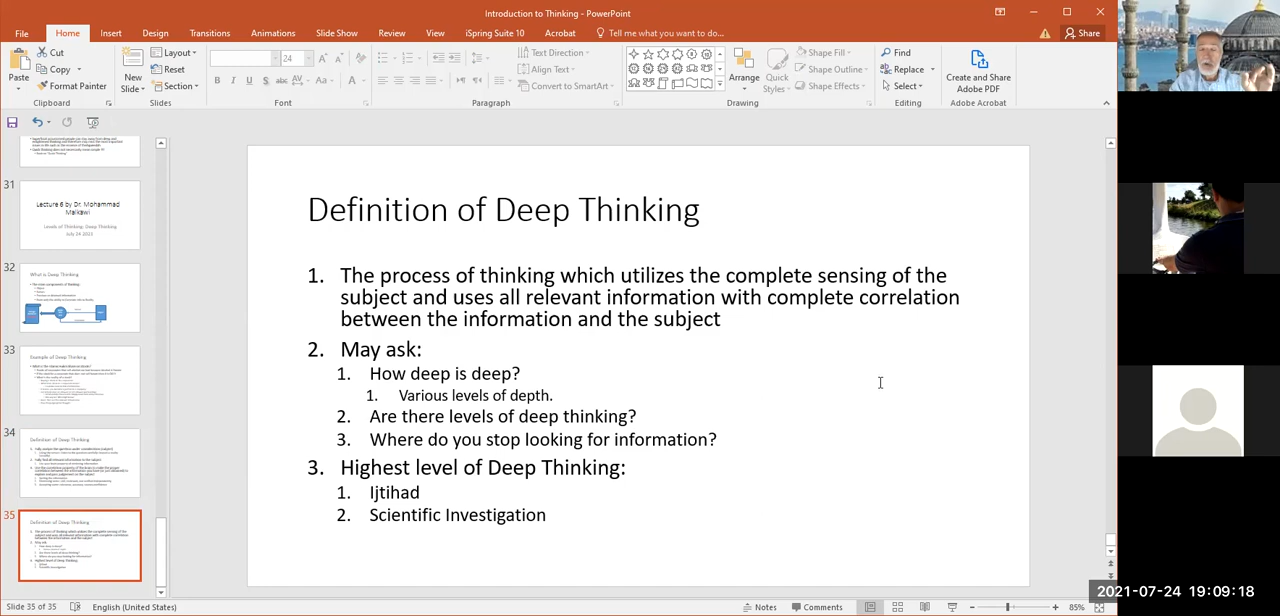 Introduction to Thinking - PowerPoint
File Home Insert Design Transitions Animations Slide Show Review View iSpring Suite 10 Acrobat Tell me what you want to do... Share
Paste
Cut
Copy
Format Painter
Clipboard
New
Slide
Layout
Reset
Section
Slides
24
Font
Paragraph
Text Direction
Align Text
Convert to SmartArt
Arrange
Quick
Styles
Shape Fill
Shape Outline
Shape Effects
Drawing
Find
Replace
Select
Editing
Create and Share
Adobe PDF
Adobe Acrobat
31
Lecture 6 by Dr. Mohammad
Malkawi
Levels of Thinking: Deep Thinking
July 24 2021
32
What is Deep Thinking
33
Example of Deep Thinking
34
Definition of Deep Thinking
35
Definition of Deep Thinking
Definition of Deep Thinking
1. The process of thinking which utilizes the complete sensing of the
subject and uses all relevant information with complete correlation
between the information and the subject
2. May ask:
1. How deep is deep?
1. Various levels of depth.
2. Are there levels of deep thinking?
3. Where do you stop looking for information?
3. Highest level of Deep Thinking:
1. Ijtihad
2. Scientific Investigation
Slide 35 of 35 English (United States) Notes Comments 85%
2021-07-24 19:09:18